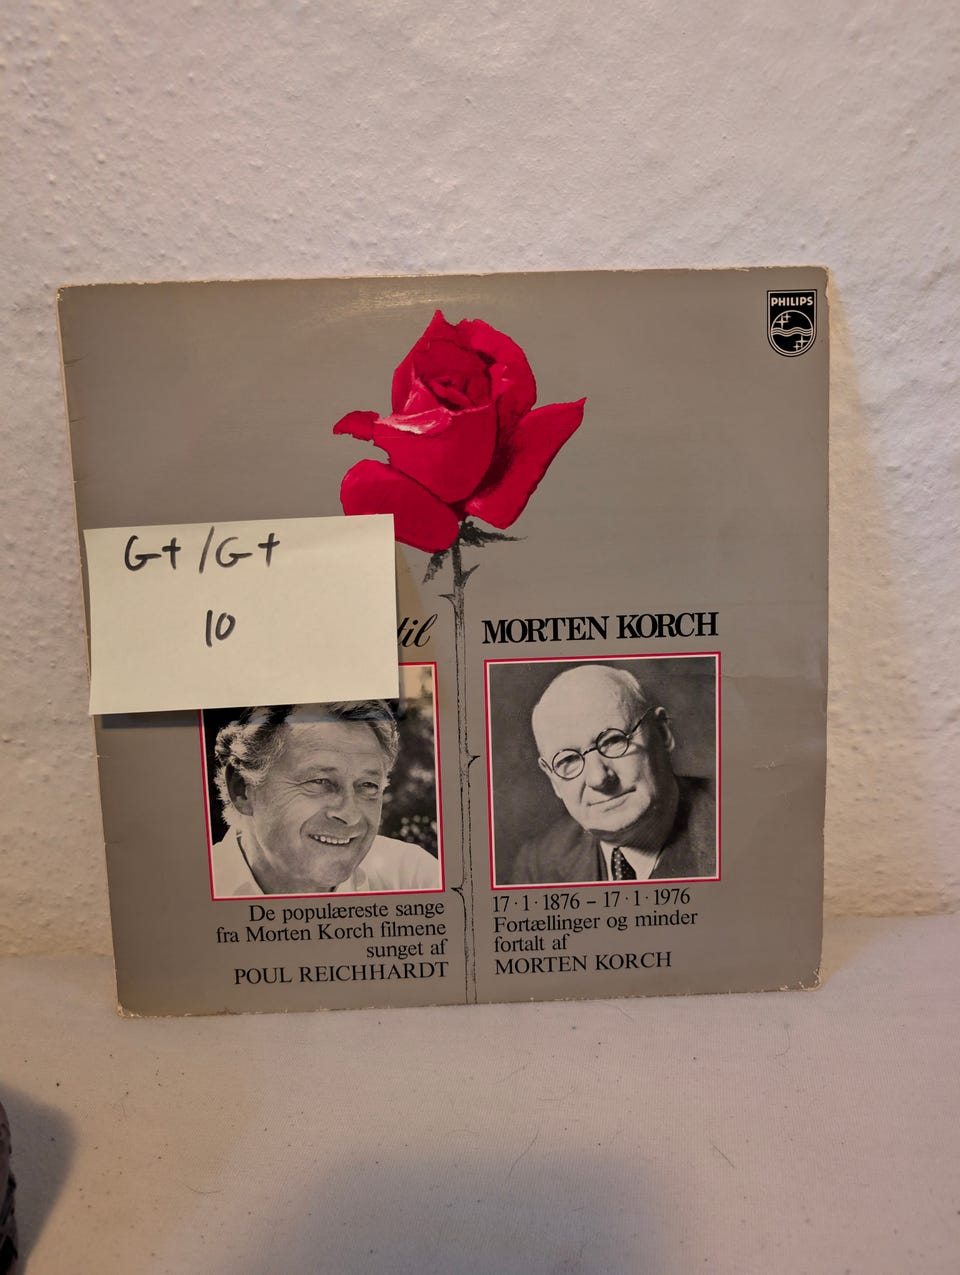 PHILIPS
G+/G+
10
til
MORTEN KORCH
De populæreste sange
fra Morten Korch filmene
sunget af
POUL REICHHARDT
17·1·1876 – 17·1·1976
Fortællinger og minder
fortalt af
MORTEN KORCH